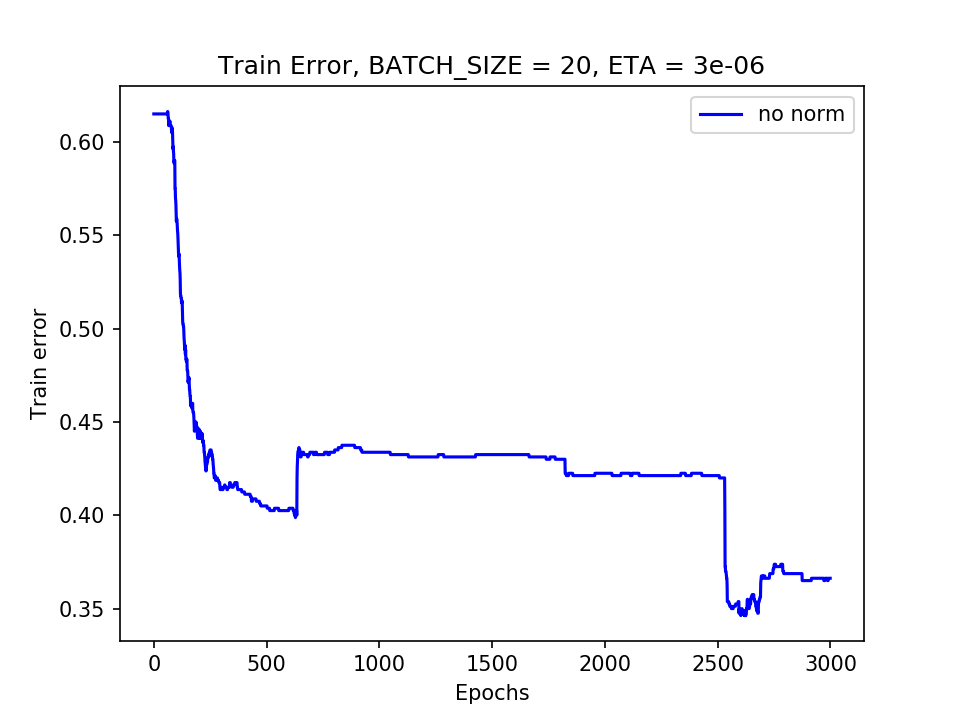 Train Error, BATCH_SIZE = 20, ETA = 3e-06
no norm
Train error
0.60
0.55
0.50
0.45
0.40
0.35
0 500 1000 1500 2000 2500 3000
Epochs